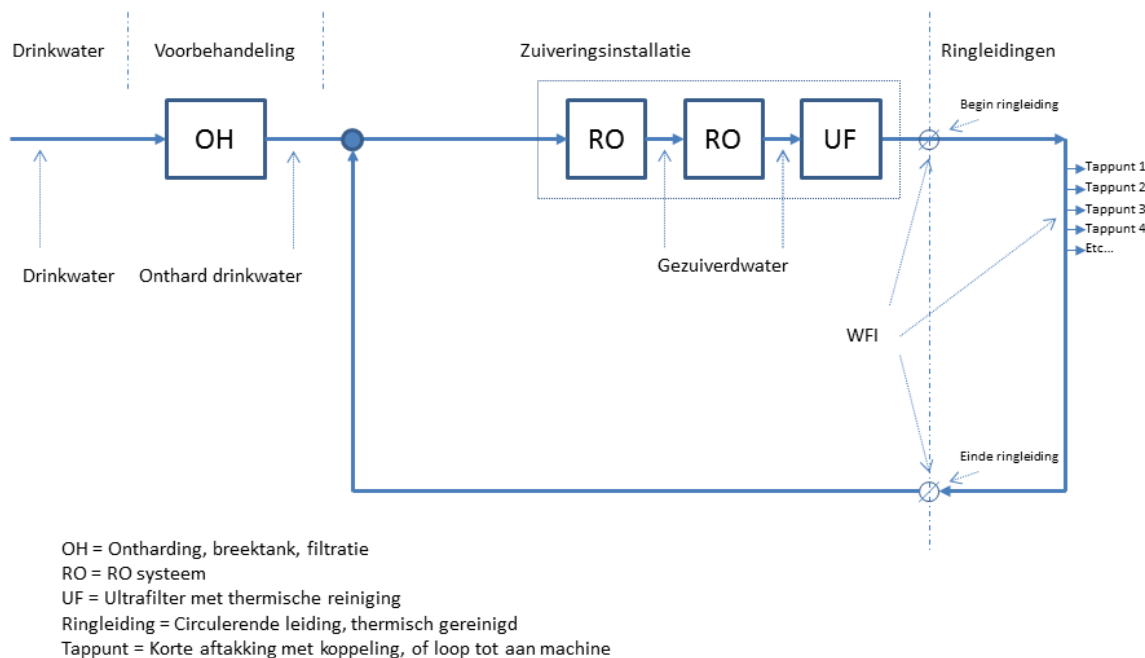 Drinkwater
Voorbehandeling
Zuiveringsinstallatie
Ringleidingen
Begin ringleiding
OH
RO
RO
UF
Tappunt 1
Tappunt 2
Tappunt 3
Tappunt 4
Etc...
Drinkwater
Onthard drinkwater
Gezuiverdwater
WFI
Einde ringleiding
OH = Ontharding, breektank, filtratie
RO = RO systeem
UF = Ultrafilter met thermische reiniging
Ringleiding = Circulerende leiding, thermisch gereinigd
Tappunt = Korte aftakking met koppeling, of loop tot aan machine